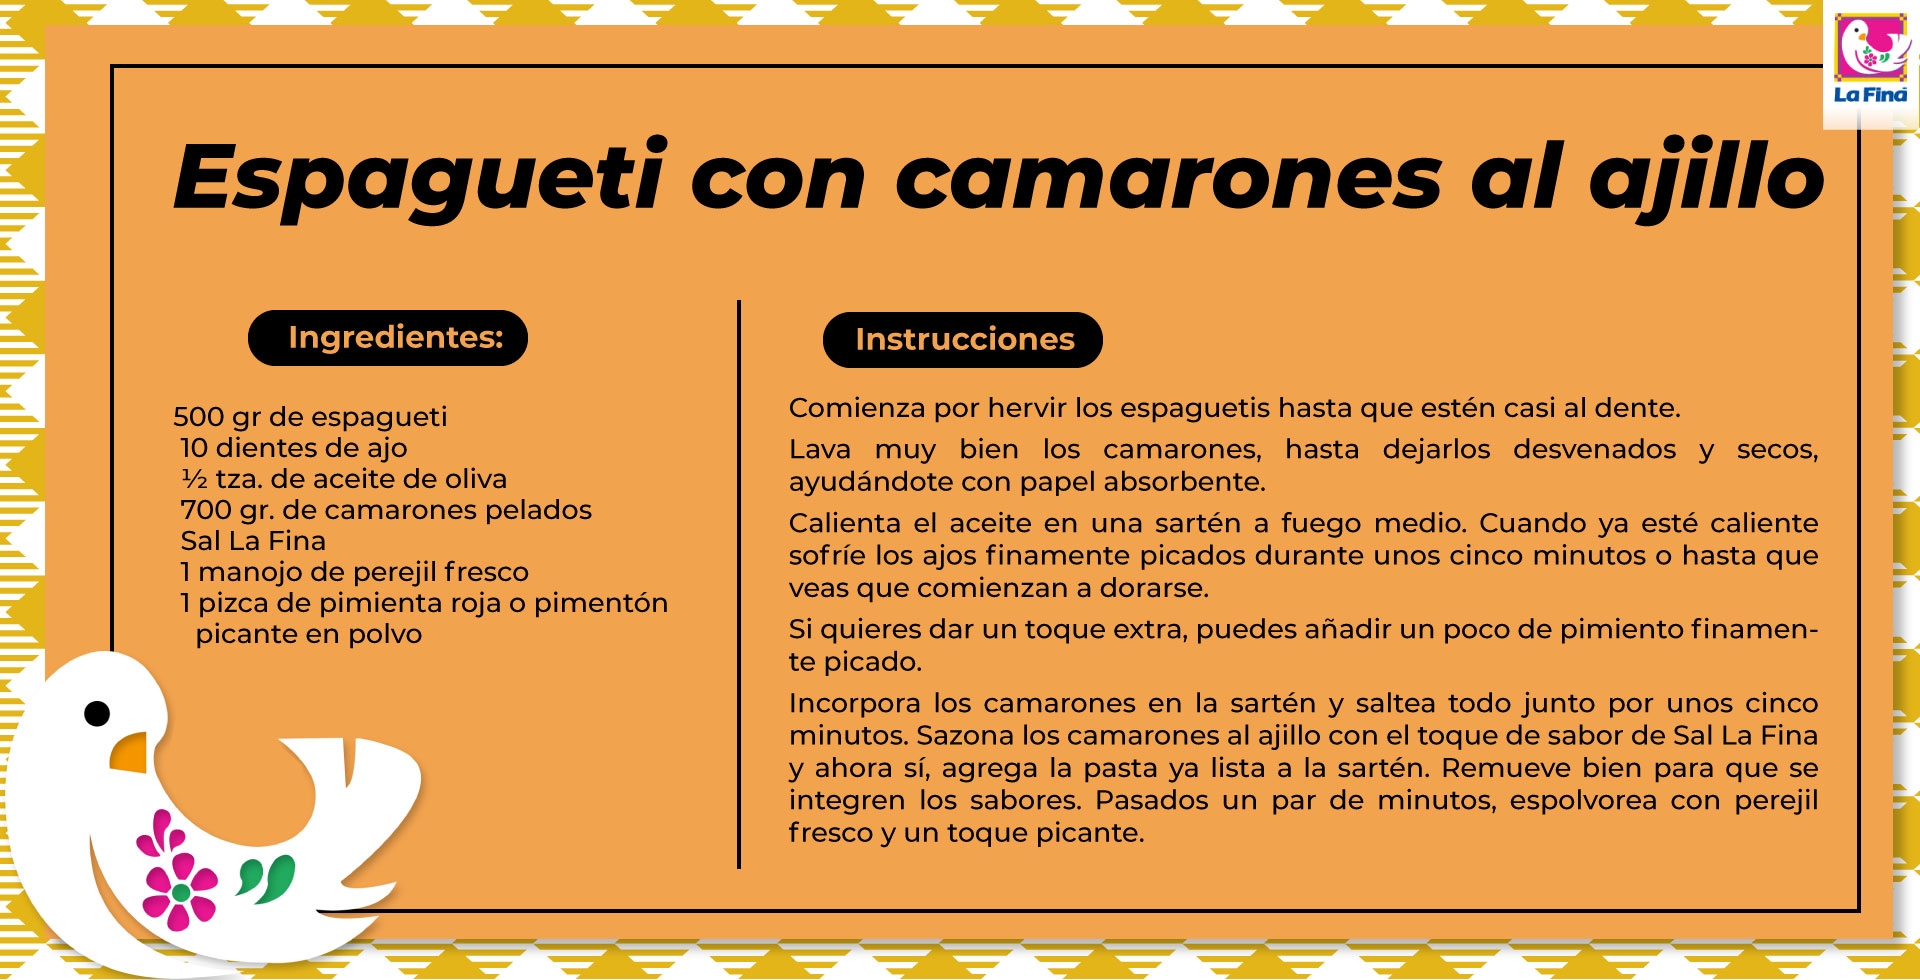 La Fina
Espagueti con camarones al ajillo
Ingredientes:
500 gr de espagueti
10 dientes de ajo
½ tza. de aceite de oliva
700 gr. de camarones pelados
Sal La Fina
1 manojo de perejil fresco
1 pizca de pimienta roja o pimentón
picante en polvo
Instrucciones
Comienza por hervir los espaguetis hasta que estén casi al dente.
Lava muy bien los camarones, hasta dejarlos desvenados y secos,
ayudándote con papel absorbente.
Calienta el aceite en una sartén a fuego medio. Cuando ya esté caliente
sofríe los ajos finamente picados durante unos cinco minutos o hasta que
veas que comienzan a dorarse.
Si quieres dar un toque extra, puedes añadir un poco de pimiento finamen-
te picado.
Incorpora los camarones en la sartén y saltea todo junto por unos cinco
minutos. Sazona los camarones al ajillo con el toque de sabor de Sal La Fina
y ahora sí, agrega la pasta ya lista a la sartén. Remueve bien para que se
integren los sabores. Pasados un par de minutos, espolvorea con perejil
fresco y un toque picante.